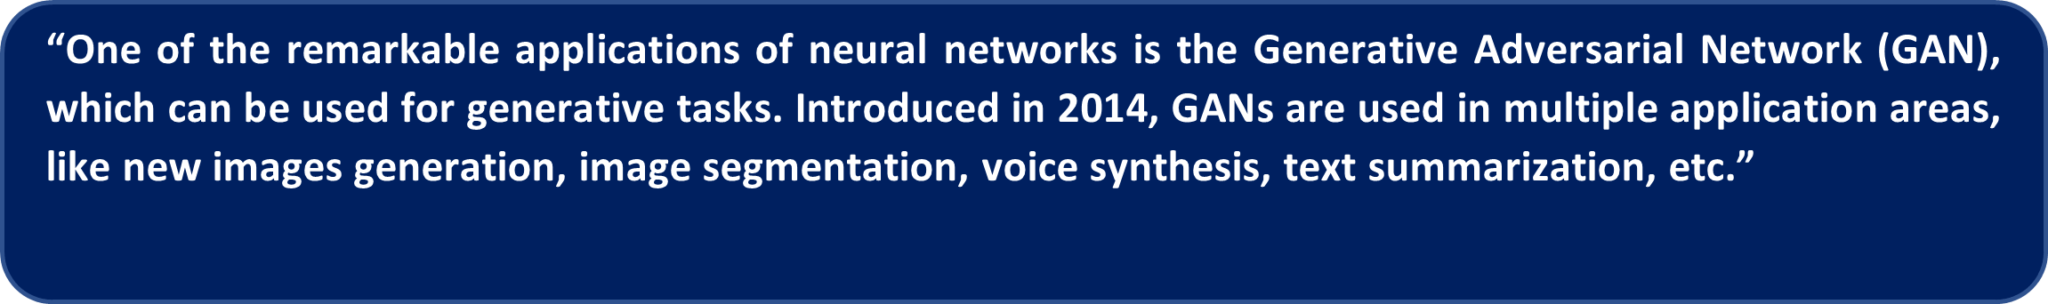 “One of the remarkable applications of neural networks is the Generative Adversarial Network (GAN),
which can be used for generative tasks. Introduced in 2014, GANs are used in multiple application areas,
like new images generation, image segmentation, voice synthesis, text summarization, etc.”